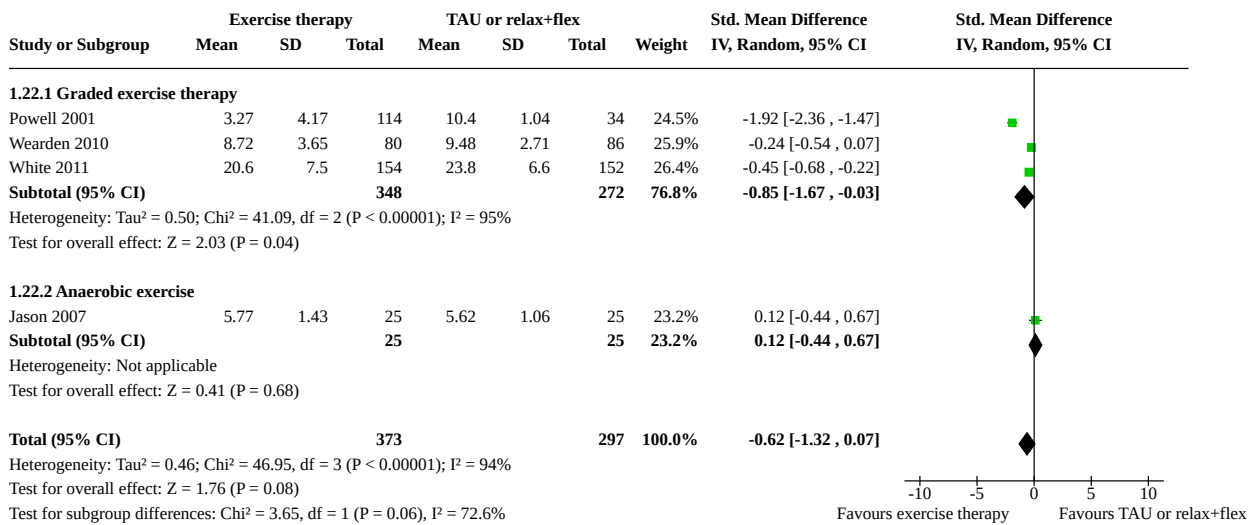 Exercise therapy TAU or relax+flex Std. Mean Difference Std. Mean Difference
Study or Subgroup Mean SD Total Mean SD Total Weight IV, Random, 95% CI IV, Random, 95% CI
1.22.1 Graded exercise therapy
Powell 2001 3.27 4.17 114 10.4 1.04 34 24.5% -1.92 [-2.36 , -1.47]
Wearden 2010 8.72 3.65 80 9.48 2.71 86 25.9% -0.24 [-0.54 , 0.07]
White 2011 20.6 7.5 154 23.8 6.6 152 26.4% -0.45 [-0.68 , -0.22]
Subtotal (95% CI) 348 272 76.8% -0.85 [-1.67 , -0.03]
Heterogeneity: Tau² = 0.50; Chi² = 41.09, df = 2 (P < 0.00001); I² = 95%
Test for overall effect: Z = 2.03 (P = 0.04)
1.22.2 Anaerobic exercise
Jason 2007 5.77 1.43 25 5.62 1.06 25 23.2% 0.12 [-0.44 , 0.67]
Subtotal (95% CI) 25 25 23.2% 0.12 [-0.44 , 0.67]
Heterogeneity: Not applicable
Test for overall effect: Z = 0.41 (P = 0.68)
Total (95% CI) 373 297 100.0% -0.62 [-1.32 , 0.07]
Heterogeneity: Tau² = 0.46; Chi² = 46.95, df = 3 (P < 0.00001); I² = 94%
Test for overall effect: Z = 1.76 (P = 0.08) -10 -5 0 5 10
Test for subgroup differences: Chi² = 3.65, df = 1 (P = 0.06), I² = 72.6% Favours exercise therapy Favours TAU or relax+flex